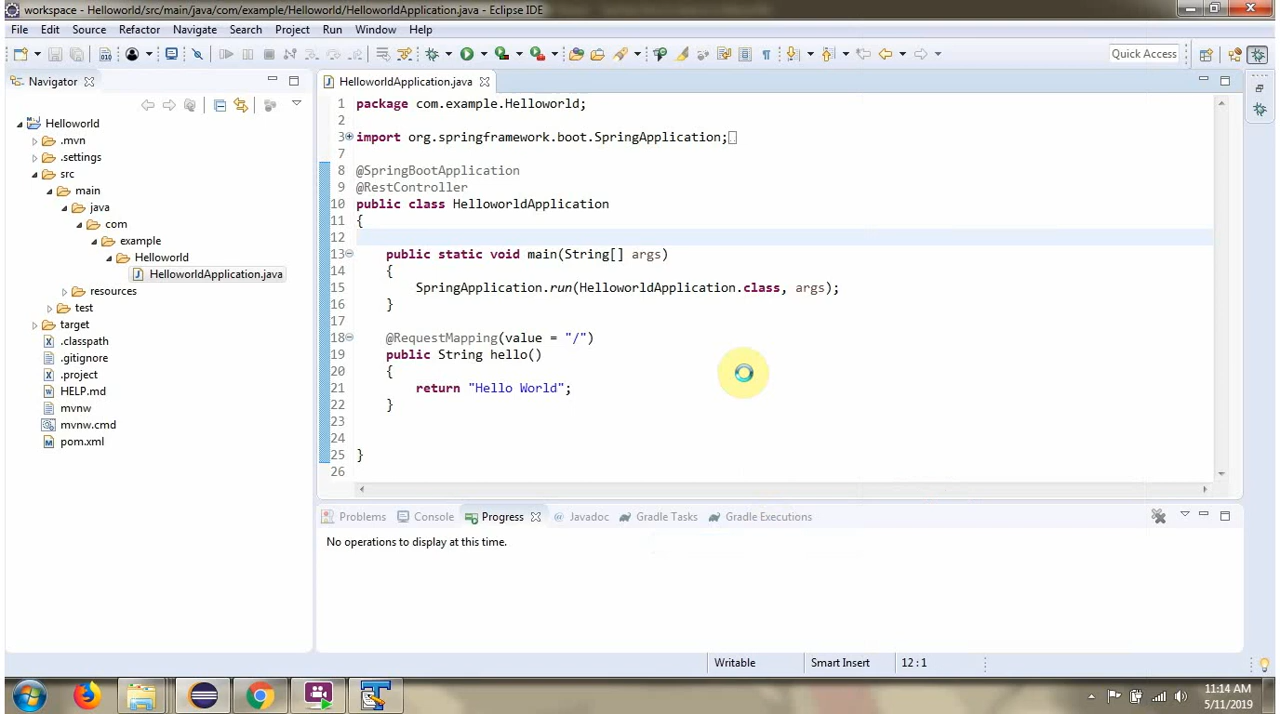 workspace - Helloworld/src/main/java/com/example/Helloworld/HelloworldApplication.java - Eclipse IDE
File Edit Source Refactor Navigate Search Project Run Window Help
Quick Access
Navigator
HelloworldApplication.java
Helloworld
.mvn
.settings
src
main
java
com
example
Helloworld
HelloworldApplication.java
resources
test
target
.classpath
.gitignore
.project
HELP.md
mvnw
mvnw.cmd
pom.xml
1 package com.example.Helloworld;
2
3 import org.springframework.boot.SpringApplication;
7
8 @SpringBootApplication
9 @RestController
10 public class HelloworldApplication
11 {
12
13 public static void main(String[] args)
14 {
15 SpringApplication.run(HelloworldApplication.class, args);
16 }
17
18 @RequestMapping(value = "/")
19 public String hello()
20 {
21 return "Hello World";
22 }
23
24
25 }
26
Problems Console Progress Javadoc Gradle Tasks Gradle Executions
No operations to display at this time.
Writable Smart Insert 12 : 1
11:14 AM
5/11/2019